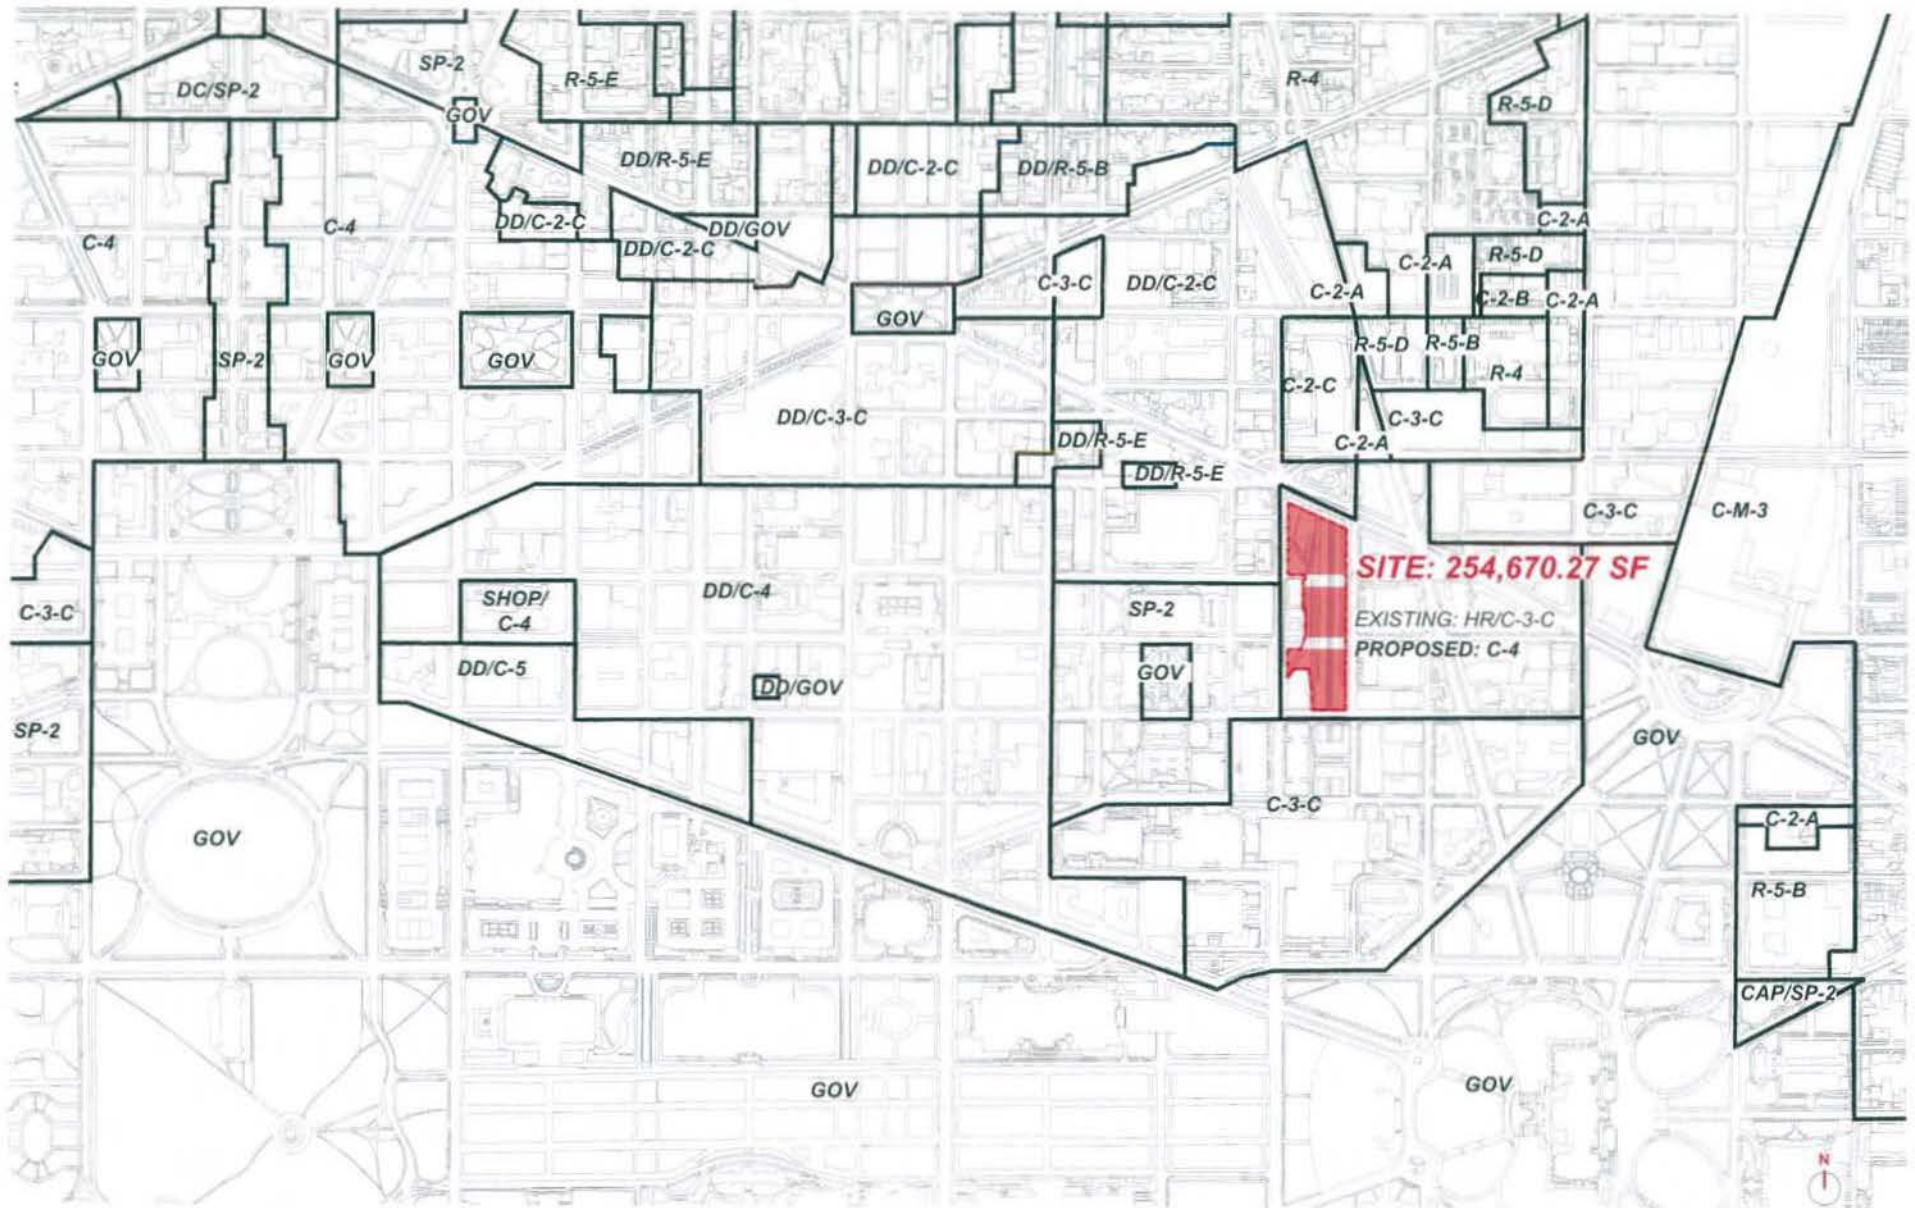 SP-2
R-5-E
R-4
DC/SP-2
GOV
R-5-D
DD/R-5-E
DD/C-2-C
DD/R-5-B
C-4
C-4
DD/C-2-C
DD/GOV
DD/C-2-C
C-2-A
C-2-A
R-5-D
C-3-C
DD/C-2-C
C-2-A
C-2-B
C-2-A
GOV
GOV
SP-2
GOV
GOV
R-5-D
R-5-B
R-4
C-2-C
DD/C-3-C
C-3-C
DD/R-5-E
C-2-A
DD/R-5-E
C-3-C
C-M-3
SITE: 254,670.27 SF
EXISTING: HR/C-3-C
PROPOSED: C-4
DD/C-4
SHOP/
C-4
C-3-C
SP-2
DD/C-5
DD/GOV
GOV
SP-2
GOV
C-3-C
GOV
C-2-A
R-5-B
CAP/SP-2
GOV
GOV
N